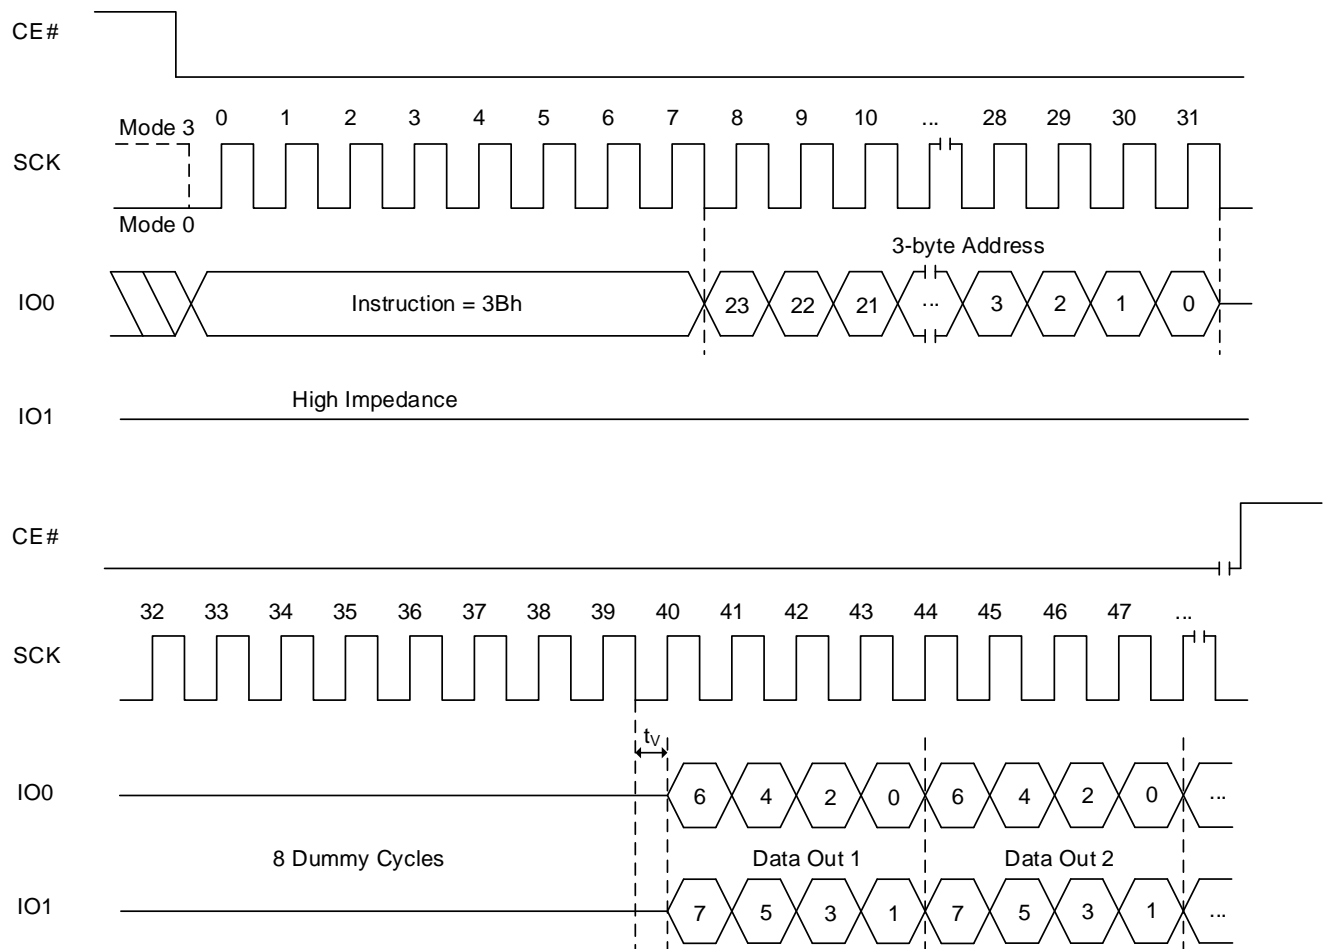 CE#
Mode 3 0 1 2 3 4 5 6 7 8 9 10 ... 28 29 30 31
SCK
Mode 0
3-byte Address
IO0 Instruction = 3Bh 23 22 21 ... 3 2 1 0
High Impedance
IO1
CE#
32 33 34 35 36 37 38 39 40 41 42 43 44 45 46 47 ...
SCK
tV
IO0 6 4 2 0 6 4 2 0 ...
8 Dummy Cycles Data Out 1 Data Out 2
IO1 7 5 3 1 7 5 3 1 ...